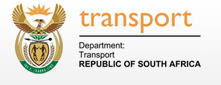 transport
Department:
Transport
REPUBLIC OF SOUTH AFRICA